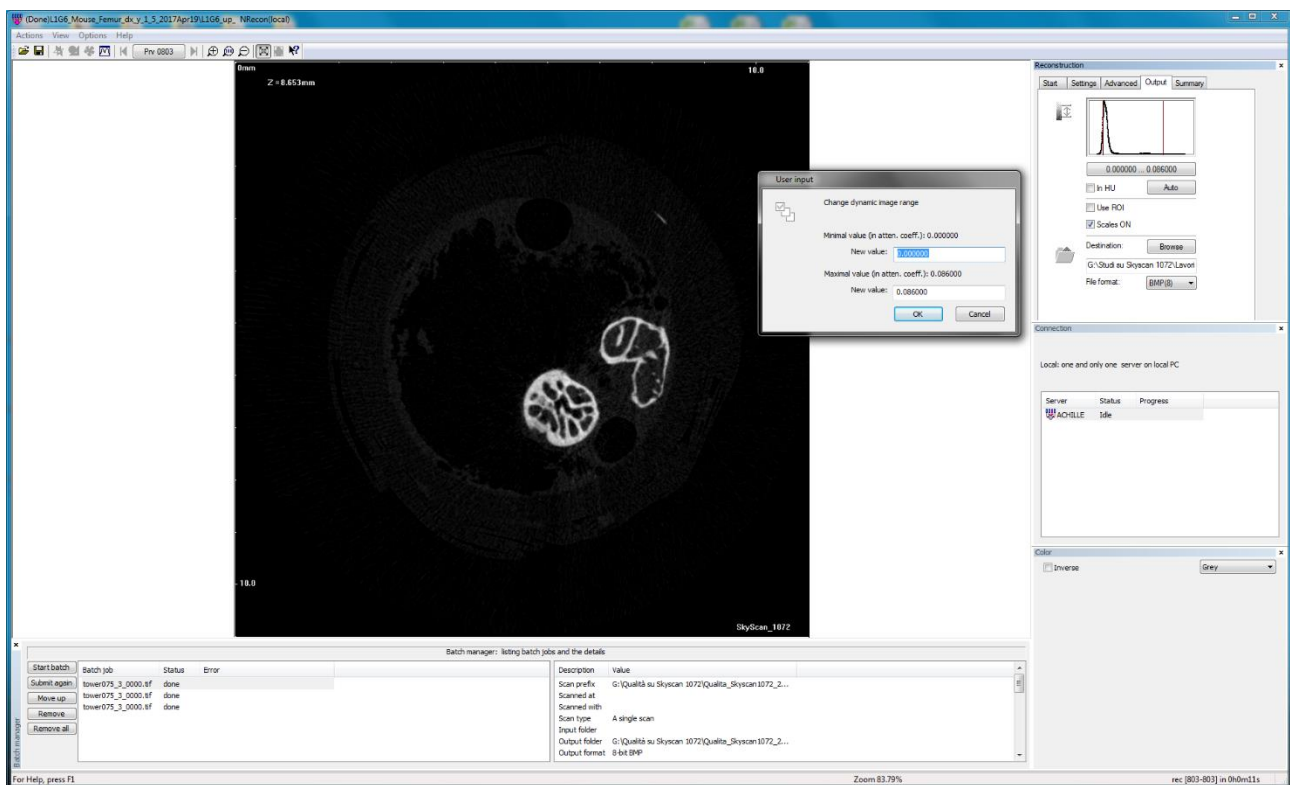 (Done)L1G6_Mouse_Femur_dx_y_1_5_2017Apr19\L1G6_up_ NRecon(local)
Actions View Options Help
Prv 0803
0mm
10.0
Z = 8.653mm
10.0
SkyScan_1072
User input
Change dynamic image range
Minimal value (in atten. coeff.): 0.000000
New value: 0.000000
Maximal value (in atten. coeff.): 0.086000
New value: 0.086000
OK Cancel
Reconstruction x
Start Settings Advanced Output Summary
0.000000 ... 0.086000
In HU Auto
Use ROI
Scales ON
Destination: Browse
G:\Studi su Skyscan 1072\Lavori
File format: BMP(8)
Connection x
Local: one and only one server on local PC
Server Status Progress
ACHILLE Idle
Color x
Inverse Grey
Batch manager: listing batch jobs and the details
Batch manager
Start batch
Submit again
Move up
Remove
Remove all
Batch job Status Error
tower075_3_0000.tif done
tower075_3_0000.tif done
tower075_3_0000.tif done
Description Value
Scan prefix G:\Qualità su Skyscan 1072\Qualita_Skyscan1072_2...
Scanned at
Scanned with
Scan type A single scan
Input folder
Output folder G:\Qualità su Skyscan 1072\Qualita_Skyscan1072_2...
Output format 8-bit BMP
For Help, press F1
Zoom 83.79%
rec [803-803] in 0h0m11s